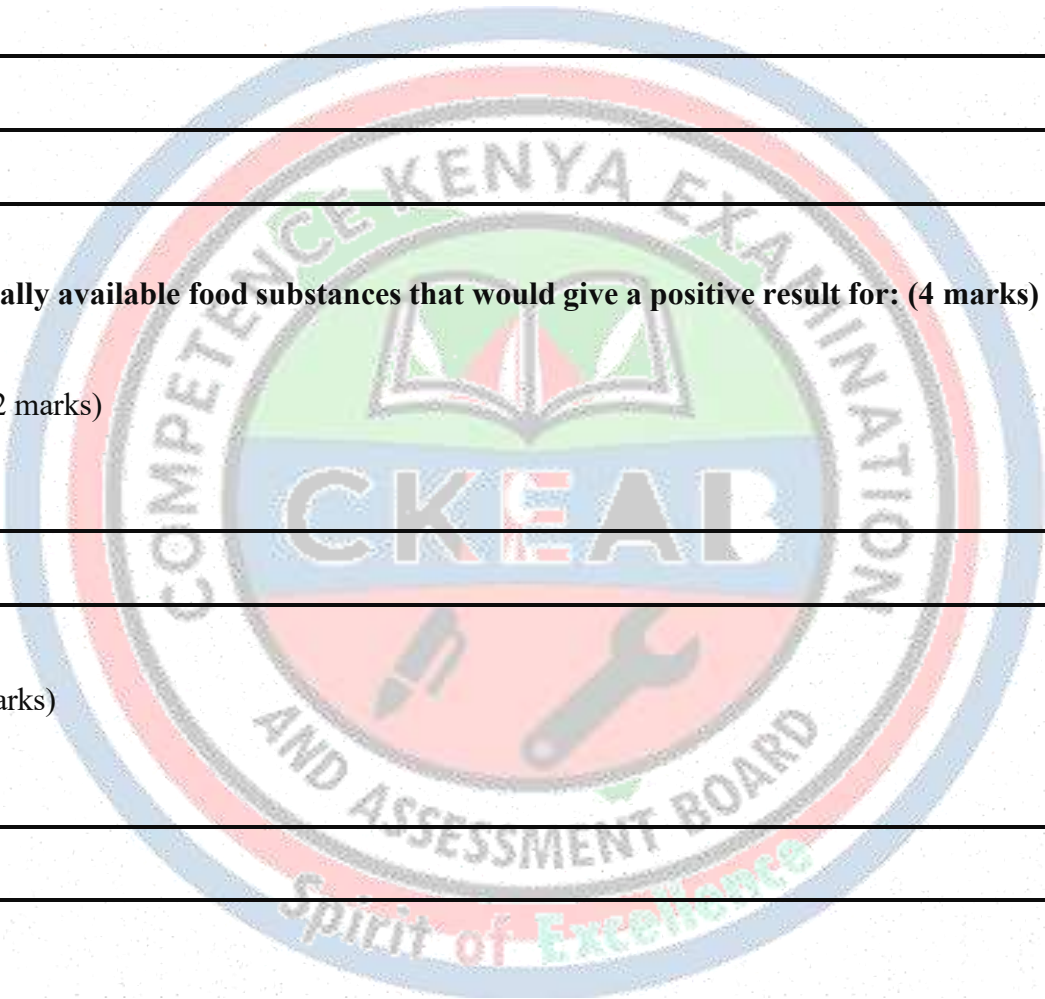 COMPETENCE KENYA EXAMINATION
ally available food substances that would give a positive result for: (4 marks)
2 marks)
CKEAB
arks)
AND ASSESSMENT BOARD
Spirit of Excellence